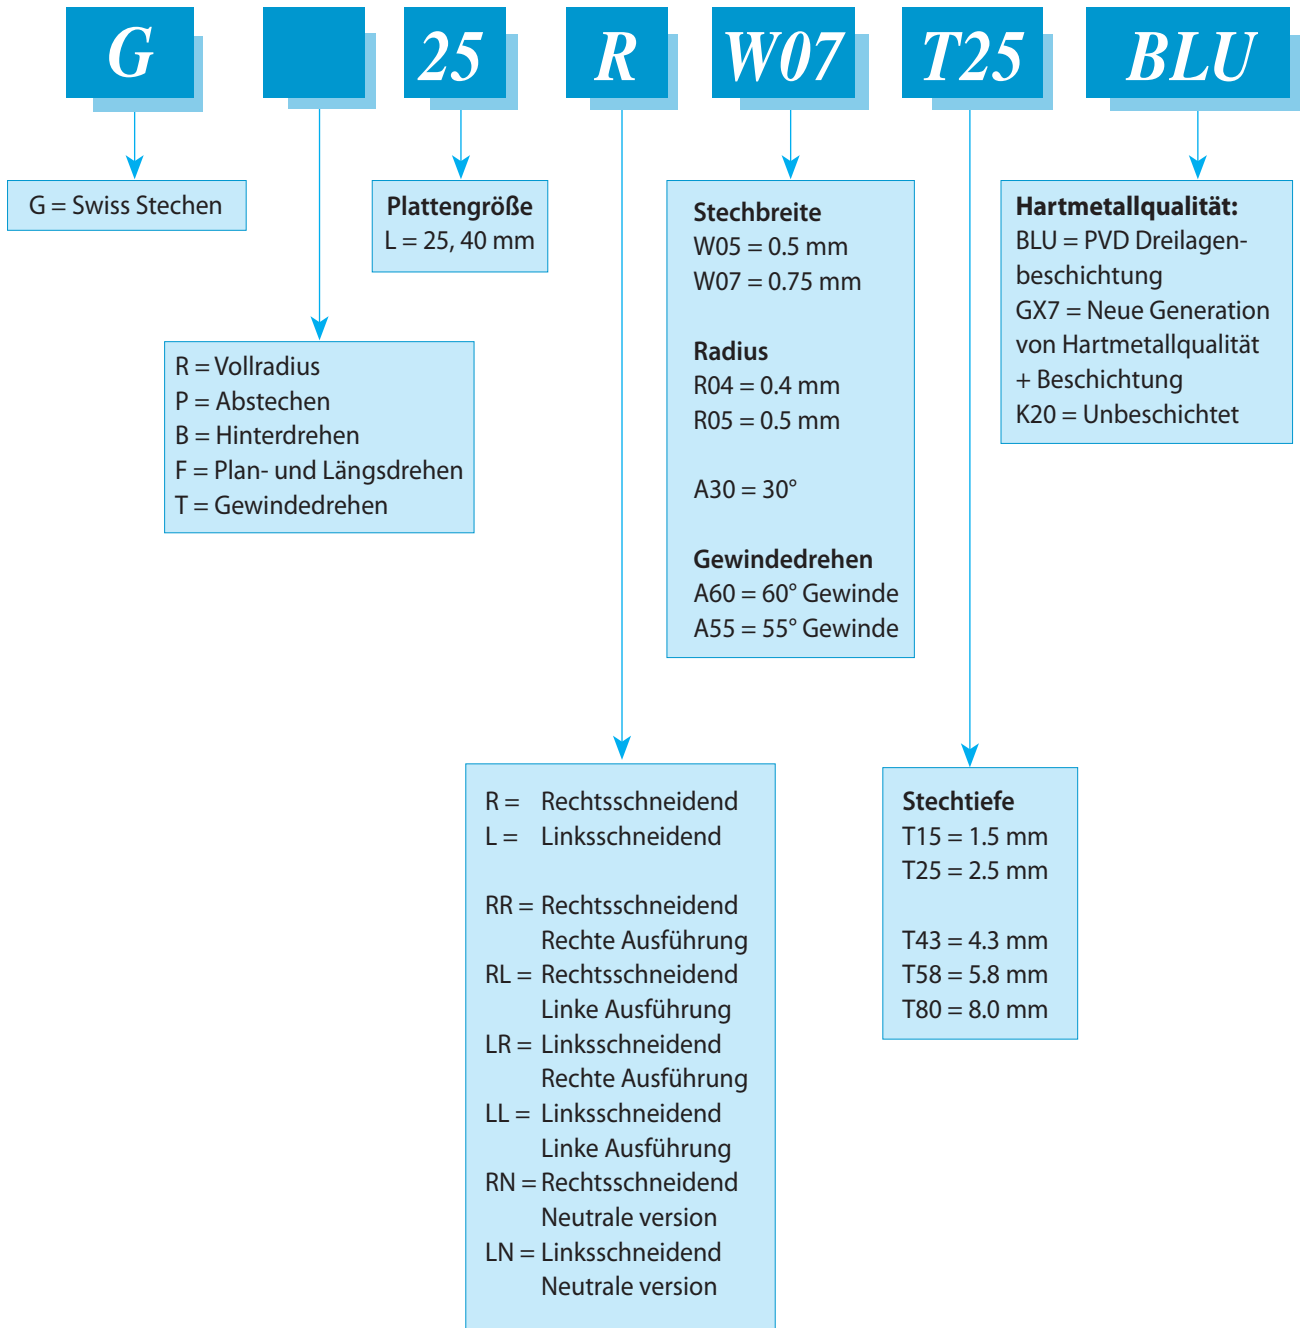 G 25 R W07 T25 BLU
G = Swiss Stechen
R = Vollradius
P = Abstechen
B = Hinterdrehen
F = Plan- und Längsdrehen
T = Gewindedrehen
Plattengröße
L = 25, 40 mm
R = Rechtsschneidend
L = Linksschneidend
RR = Rechtsschneidend
Rechte Ausführung
RL = Rechtsschneidend
Linke Ausführung
LR = Linksschneidend
Rechte Ausführung
LL = Linksschneidend
Linke Ausführung
RN = Rechtsschneidend
Neutrale version
LN = Linksschneidend
Neutrale version
Stechbreite
W05 = 0.5 mm
W07 = 0.75 mm
Radius
R04 = 0.4 mm
R05 = 0.5 mm
A30 = 30°
Gewindedrehen
A60 = 60° Gewinde
A55 = 55° Gewinde
Stechtiefe
T15 = 1.5 mm
T25 = 2.5 mm
T43 = 4.3 mm
T58 = 5.8 mm
T80 = 8.0 mm
Hartmetallqualität:
BLU = PVD Dreilagen-
beschichtung
GX7 = Neue Generation
von Hartmetallqualität
+ Beschichtung
K20 = Unbeschichtet